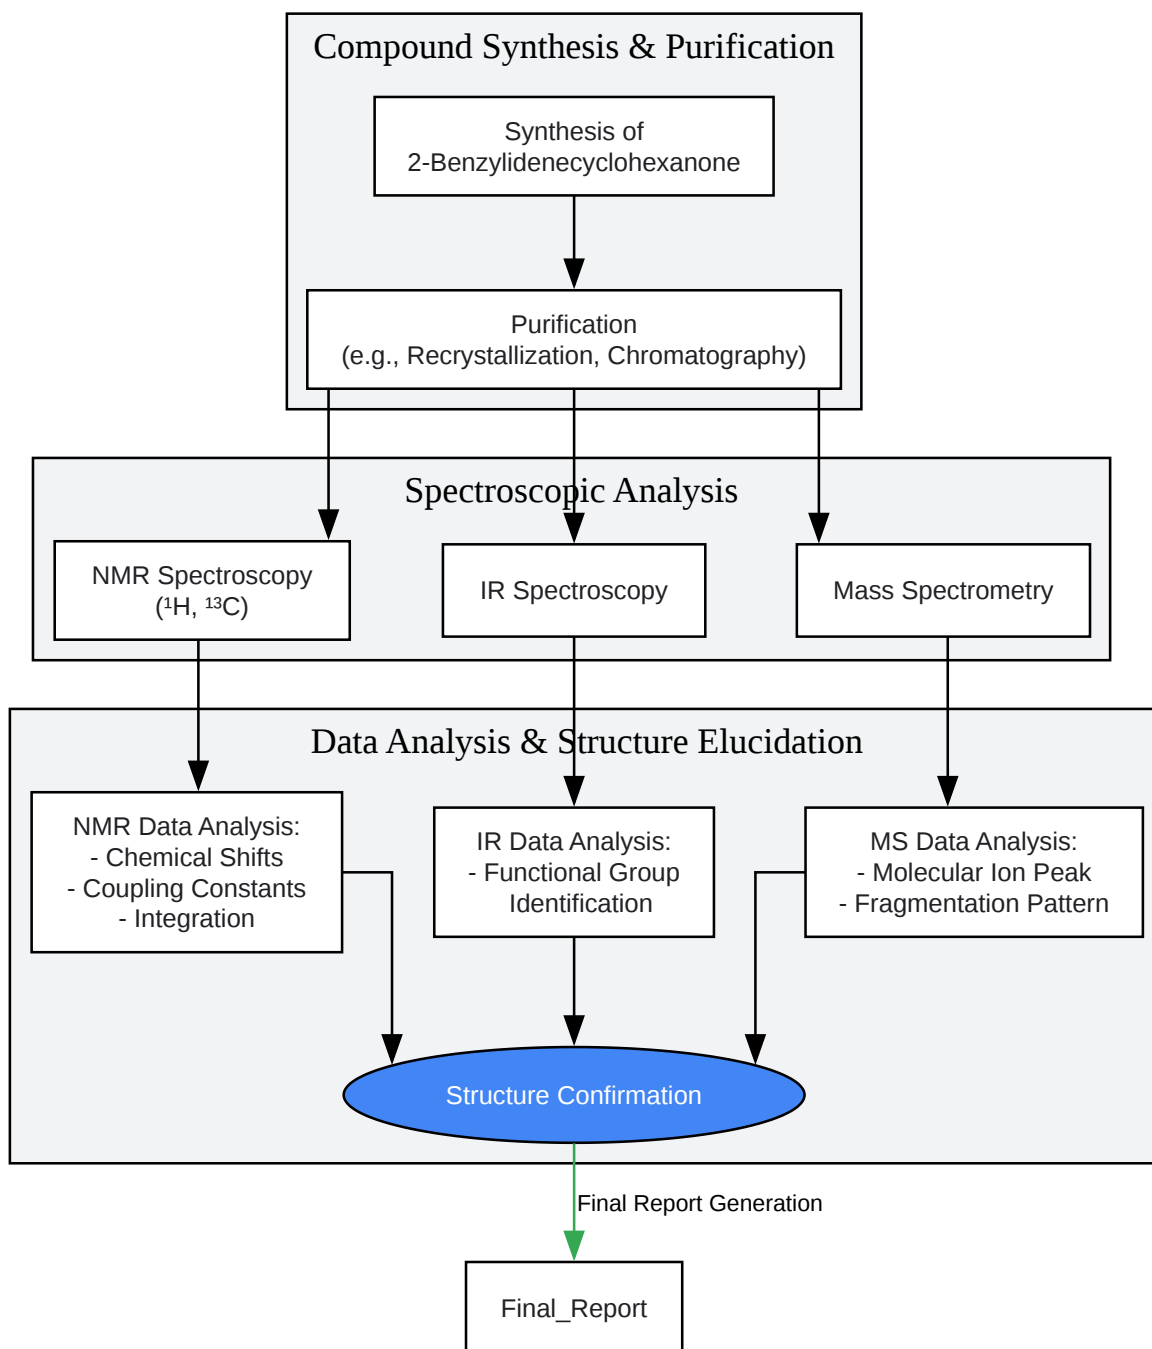 Compound Synthesis & Purification
Synthesis of
2-Benzylidenecyclohexanone
Purification
(e.g., Recrystallization, Chromatography)
Spectroscopic Analysis
NMR Spectroscopy
(¹H, ¹³C)
IR Spectroscopy
Mass Spectrometry
Data Analysis & Structure Elucidation
NMR Data Analysis:
- Chemical Shifts
- Coupling Constants
- Integration
IR Data Analysis:
- Functional Group
Identification
MS Data Analysis:
- Molecular Ion Peak
- Fragmentation Pattern
Structure Confirmation
Final Report Generation
Final_Report